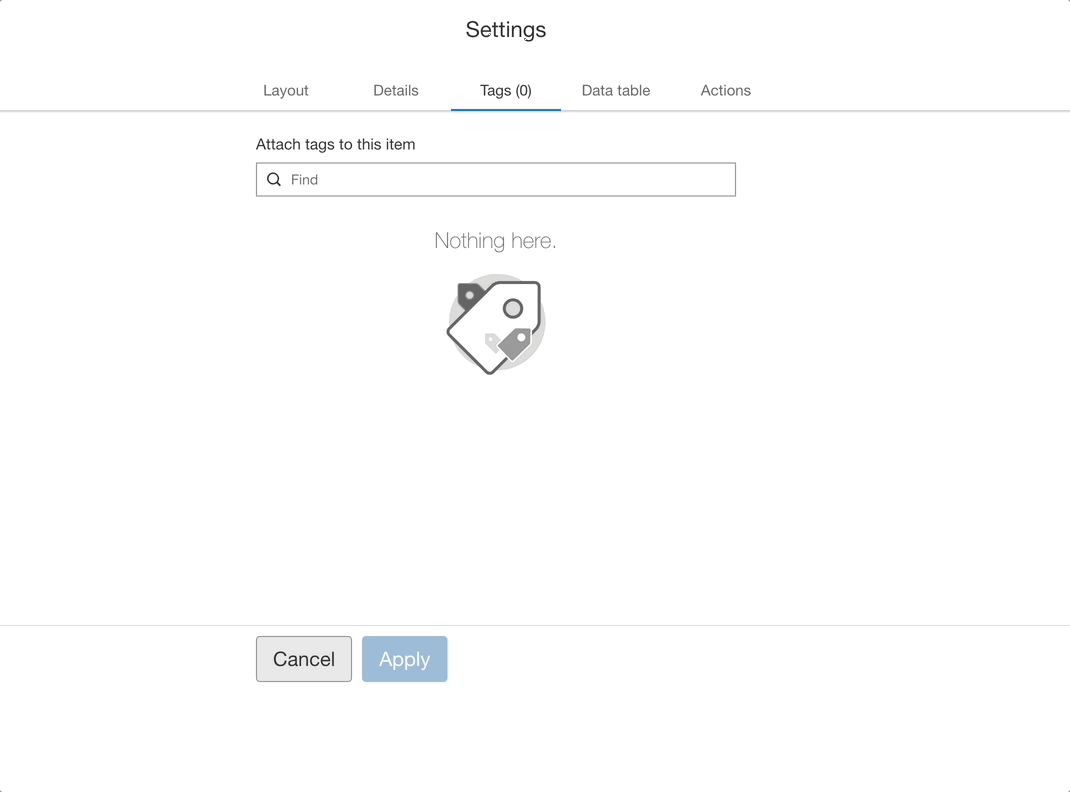 Settings
Layout Details Tags (0) Data table Actions
Attach tags to this item
Find
Nothing here.
Cancel Apply